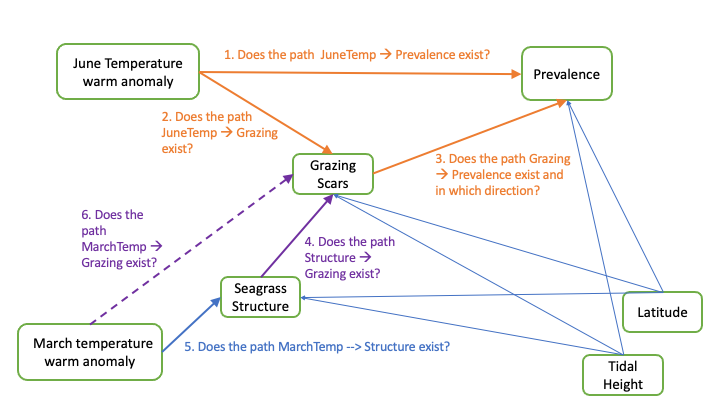 1. Does the path  JuneTemp → Prevalence exist?
June Temperature
warm anomaly
Prevalence
2. Does the path
JuneTemp → Grazing
exist?
Grazing
Scars
3. Does the path Grazing
→ Prevalence exist and
in which direction?
6. Does the
path
MarchTemp →
Grazing exist?
4. Does the path
Structure →
Grazing exist?
Seagrass
Structure
Latitude
March temperature
warm anomaly
5. Does the path MarchTemp --> Structure exist?
Tidal
Height